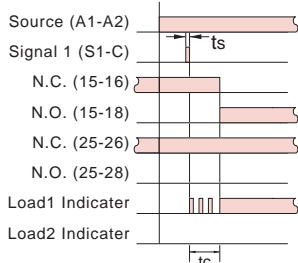 Source (A1-A2)
ts
Signal 1 (S1-C)
N.C. (15-16)
N.O. (15-18)
N.C. (25-26)
N.O. (25-28)
Load1 Indicater
Load2 Indicater
tc